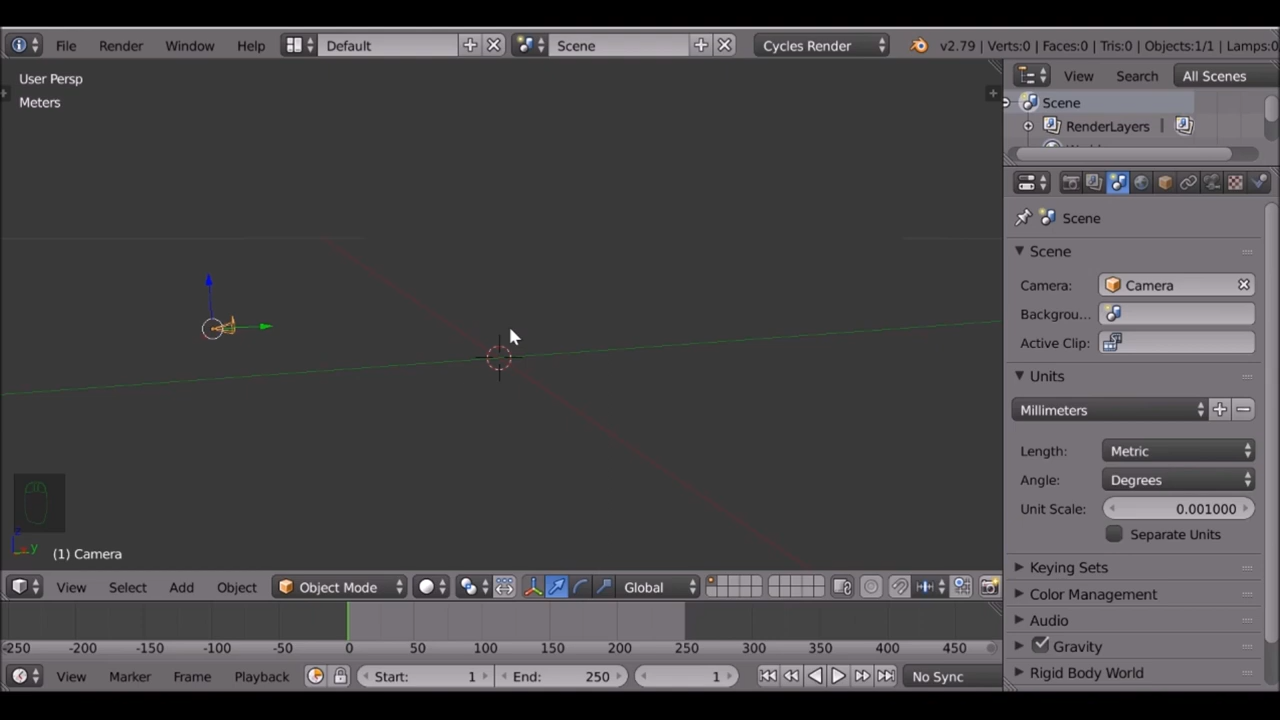 File Render Window Help Default Scene Cycles Render v2.79 | Verts:0 | Faces:0 | Tris:0 | Objects:1/1 | Lamps:0
User Persp
Meters
View Search All Scenes
Scene
RenderLayers
Scene
Scene
Camera: Camera
Backgrou...
Active Clip:
Units
Millimeters
Length: Metric
Angle: Degrees
Unit Scale: 0.001000
Separate Units
Keying Sets
Color Management
Audio
Gravity
Rigid Body World
z
y
(1) Camera
View Select Add Object Object Mode Global
-250 -200 -150 -100 -50 0 50 100 150 200 250 300 350 400 450
View Marker Frame Playback Start: 1 End: 250 1 No Sync